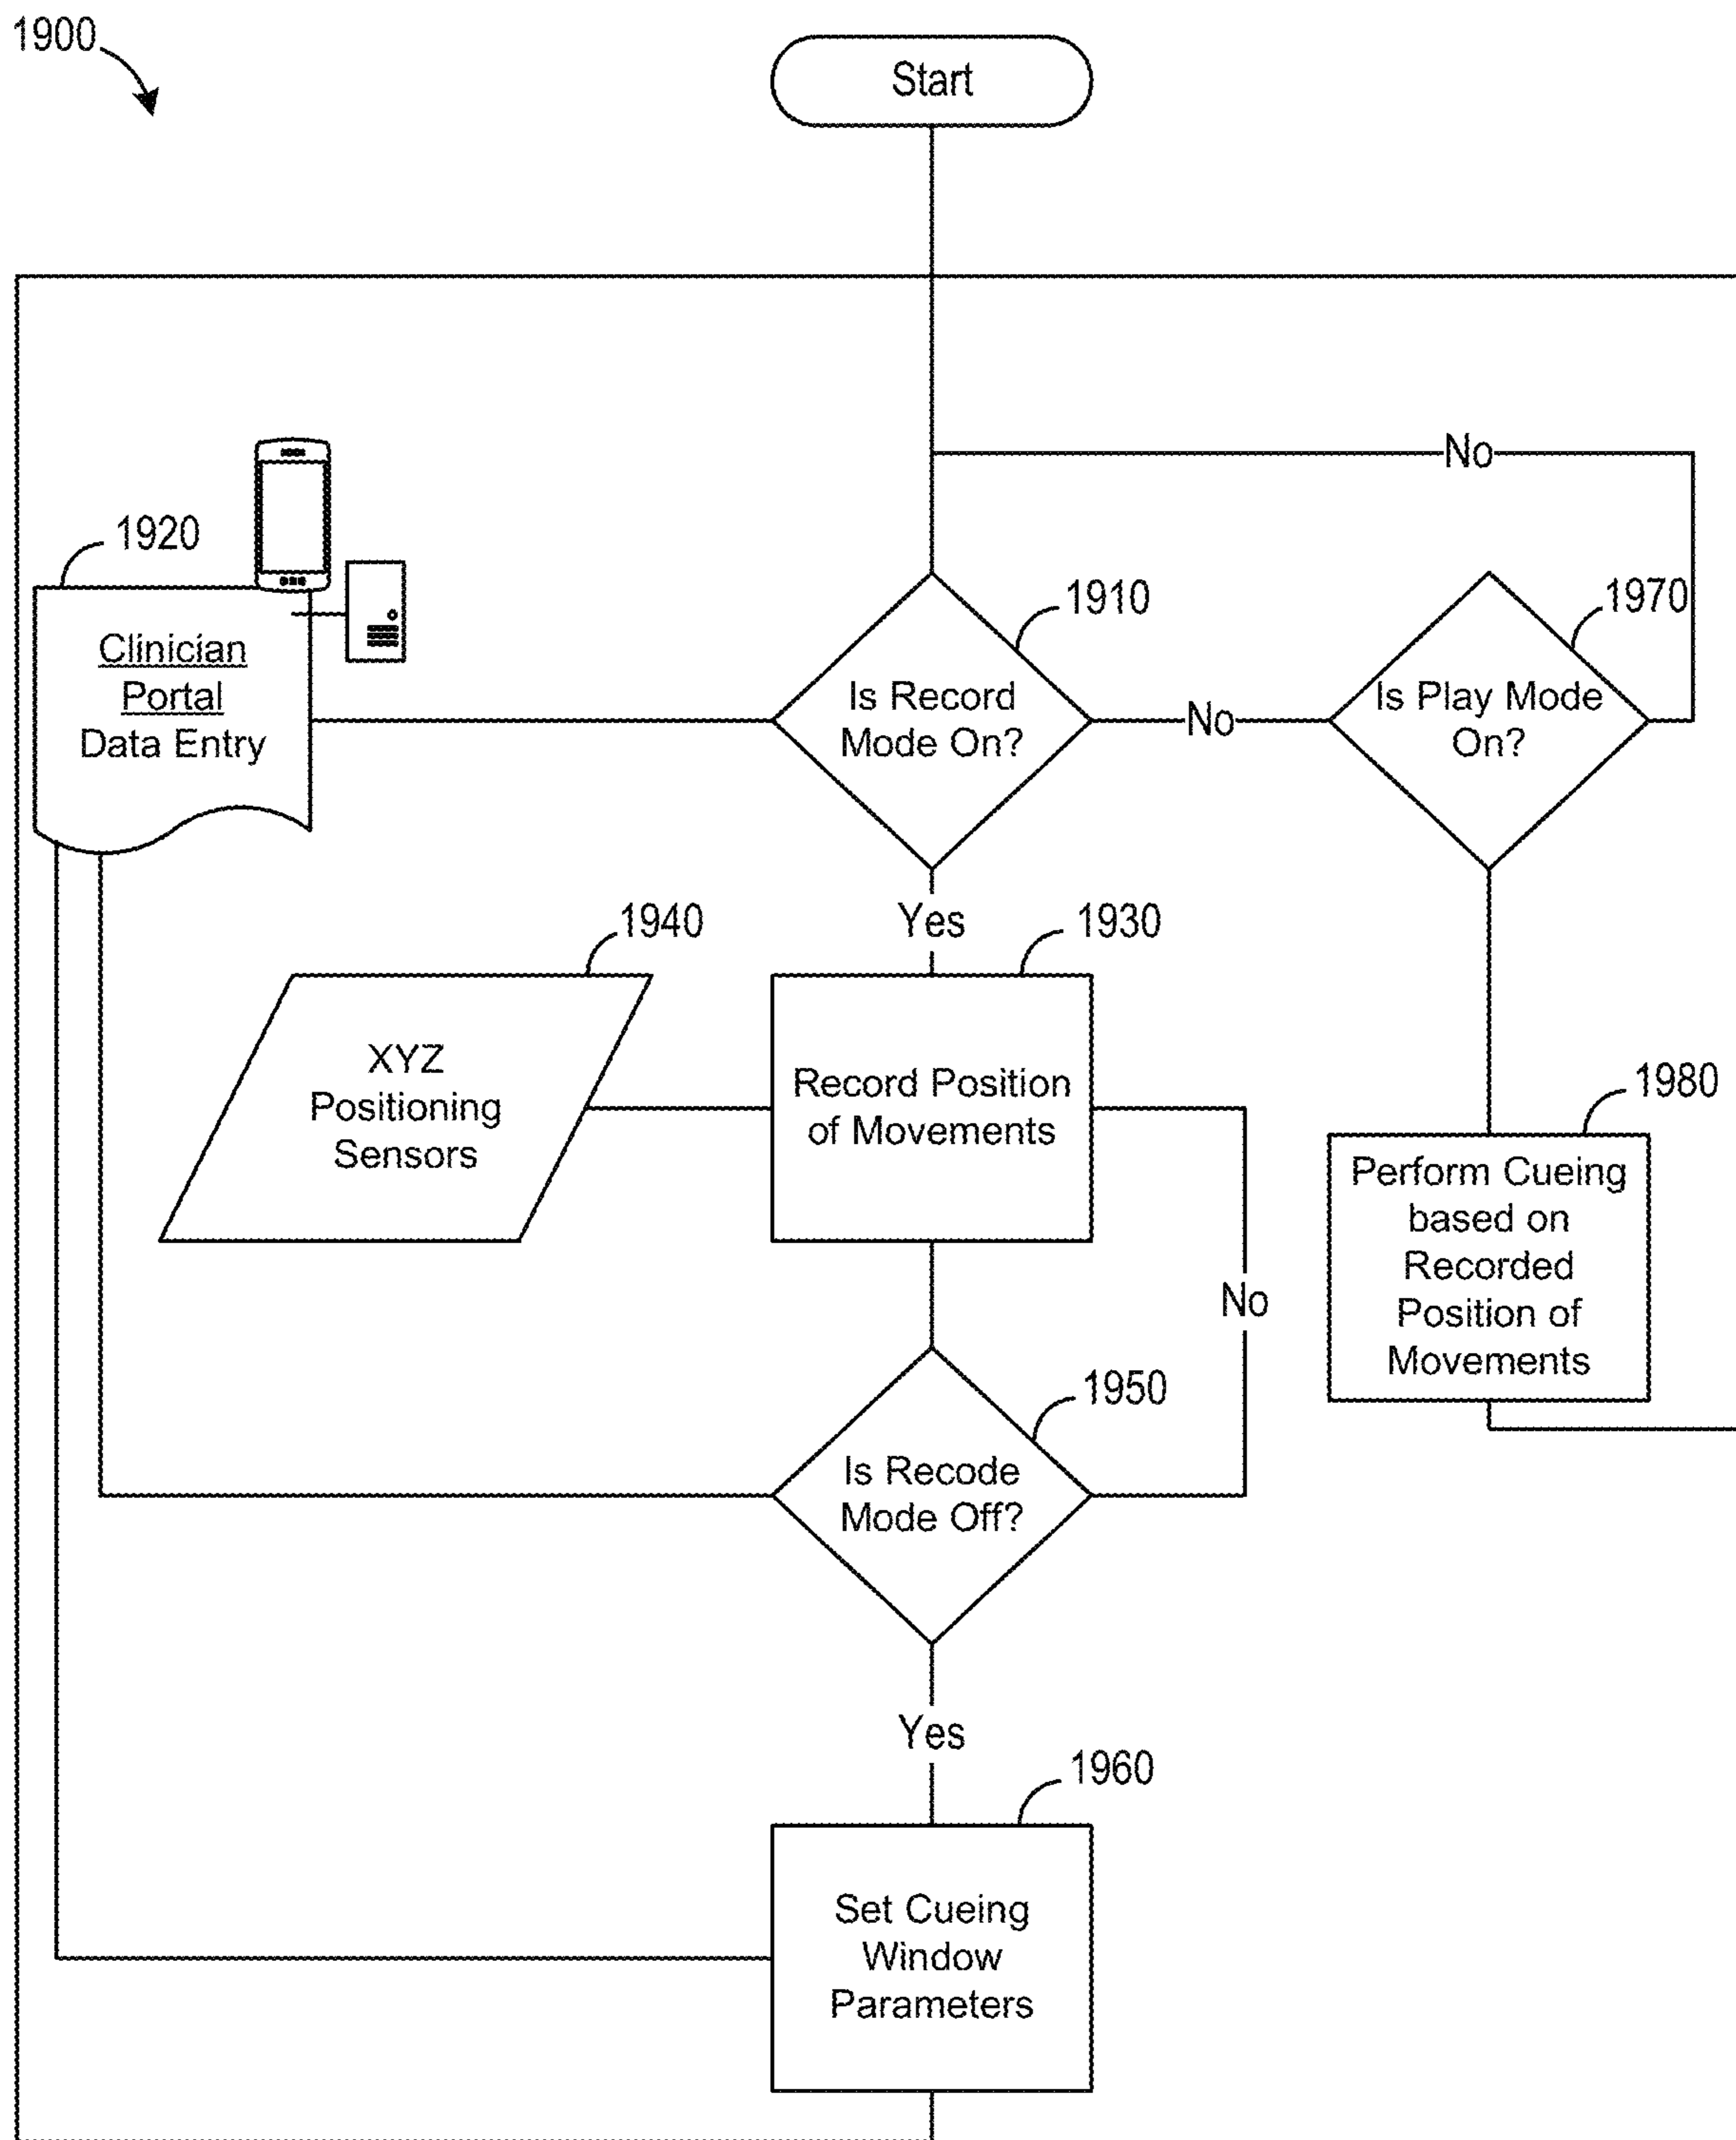 1900
Start
No
1920
Clinician
Portal
Data Entry
1910
Is Record
Mode On?
No
1970
Is Play Mode
On?
Yes
1940
XYZ
Positioning
Sensors
1930
Record Position
of Movements
No
1980
Perform Cueing
based on
Recorded
Position of
Movements
1950
Is Recode
Mode Off?
Yes
1960
Set Cueing
Window
Parameters